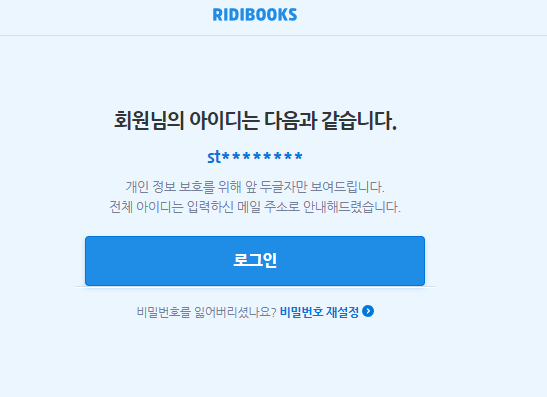 RIDIBOOKS
회원님의 아이디는 다음과 같습니다.
st********
개인 정보 보호를 위해 앞 두글자만 보여드립니다.
전체 아이디는 입력하신 메일 주소로 안내해드렸습니다.
로그인
비밀번호를 잃어버리셨나요? 비밀번호 재설정